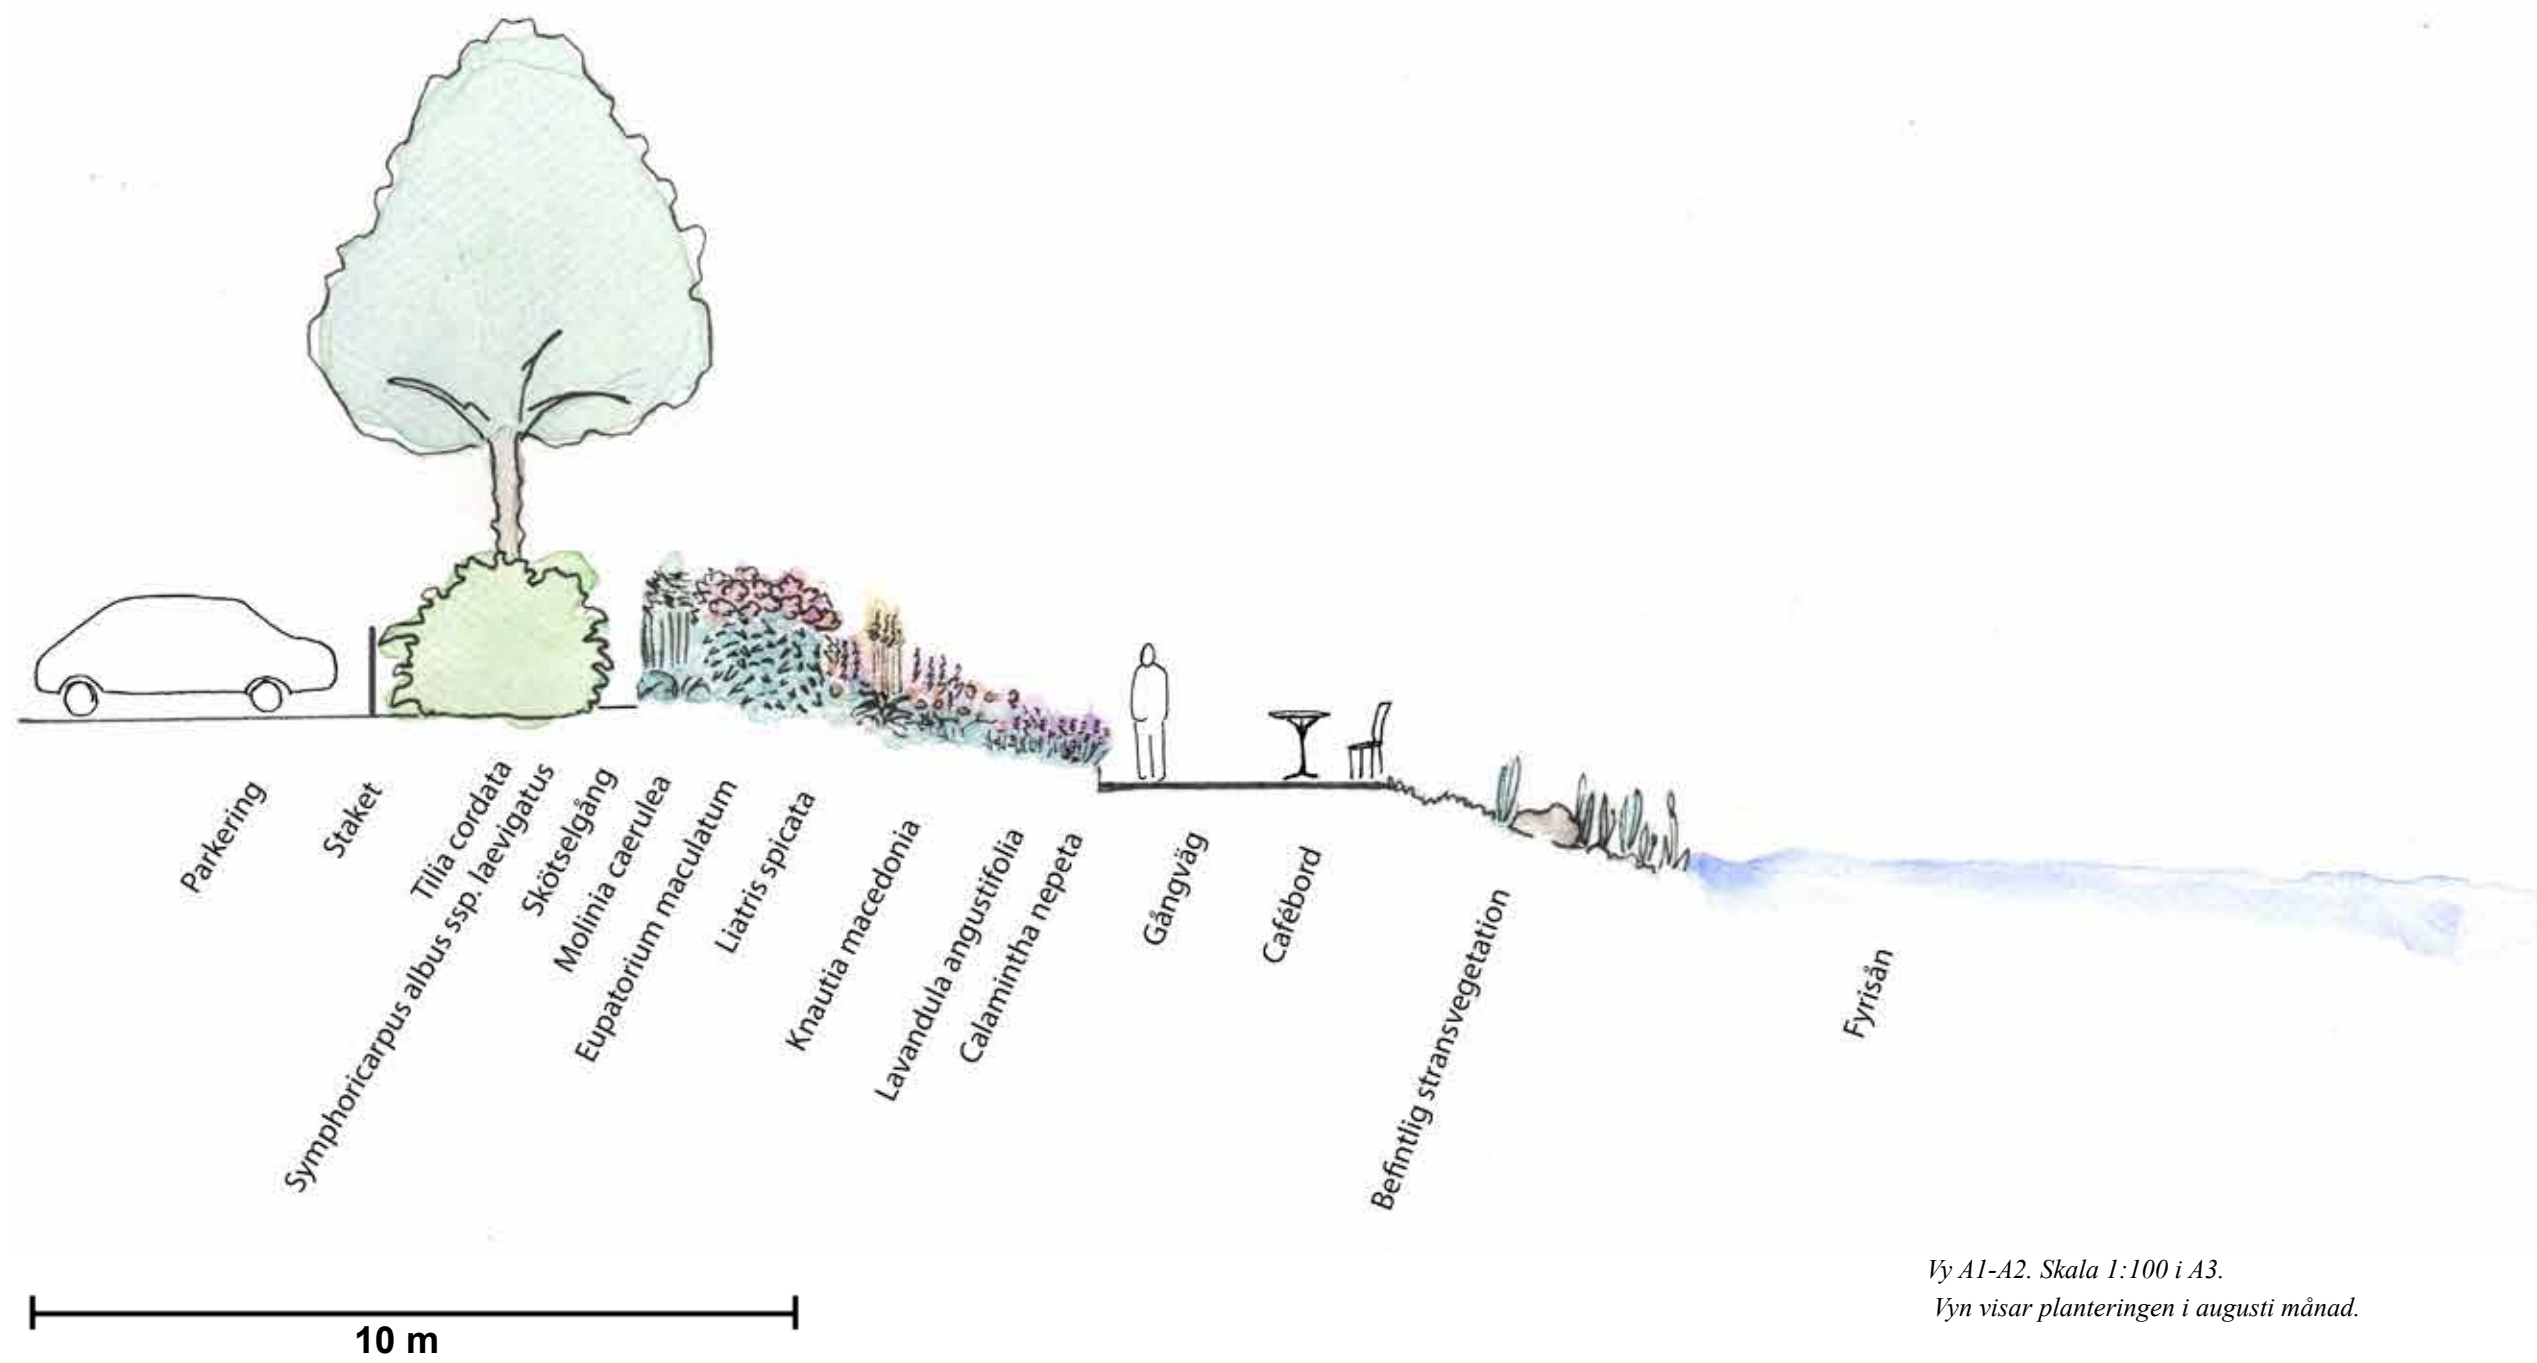 Parkering
Staket
Tilia cordata
Symphoricarpus albus ssp. laevigatus
Skötselgång
Molinia caerulea
Eupatorium maculatum
Liatris spicata
Knautia macedonia
Lavandula angustifolia
Calamintha nepeta
Gångväg
Cafébord
Befintlig stransvegetation
Fyrisån
10 m
Vy A1-A2. Skala 1:100 i A3.
Vyn visar planteringen i augusti månad.